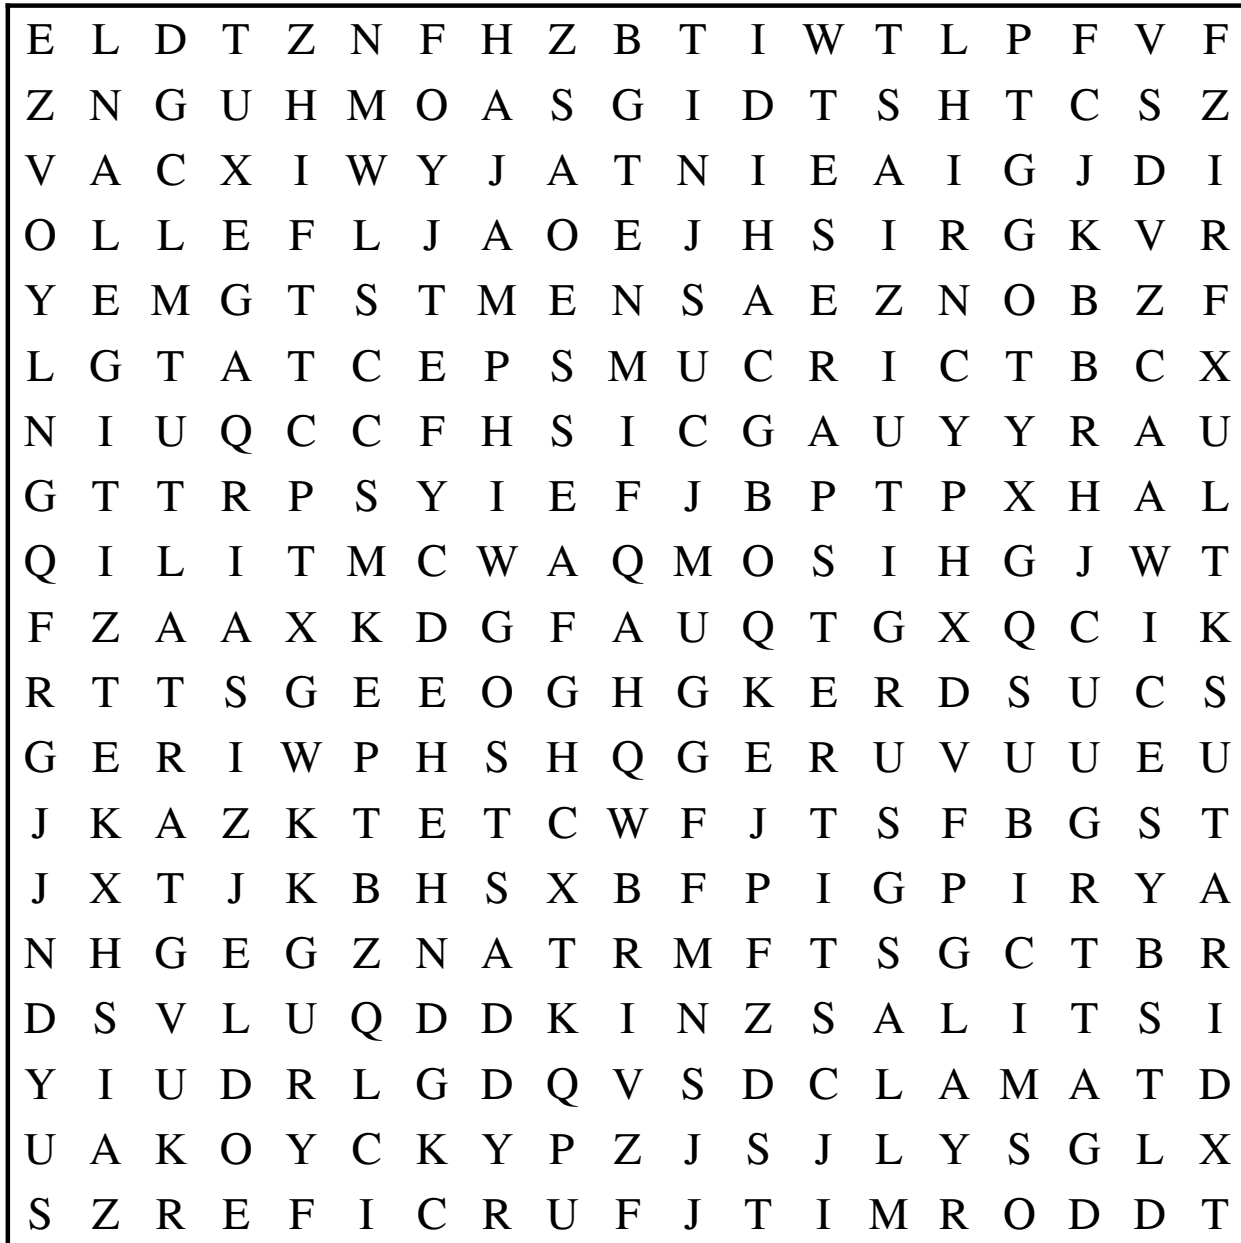 E L D T Z N F H Z B T I W T L P F V F
Z N G U H M O A S G I D T S H T C S Z
V A C X I W Y J A T N I E A I G J D I
O L L E F L J A O E J H S I R G K V R
Y E M G T S T M E N S A E Z N O B Z F
L G T A T C E P S M U C R I C T B C X
N I U Q C C F H S I C G A U Y Y R A U
G T T R P S Y I E F J B P T P X H A L
Q I L I T M C W A Q M O S I H G J W T
F Z A A X K D G F A U Q T G X Q C I K
R T T S G E E O G H G K E R D S U C S
G E R I W P H S H Q G E R U V U U E U
J K A Z K T E T C W F J T S F B G S T
J X T J K B H S X B F P I G P I R Y A
N H G E G Z N A T R M F T S G C T B R
D S V L U Q D D K I N Z S A L I T S I
Y I U D R L G D Q V S D C L A M A T D
U A K O Y C K Y P Z J S J L Y S G L X
S Z R E F I C R U F J T I M R O D D T